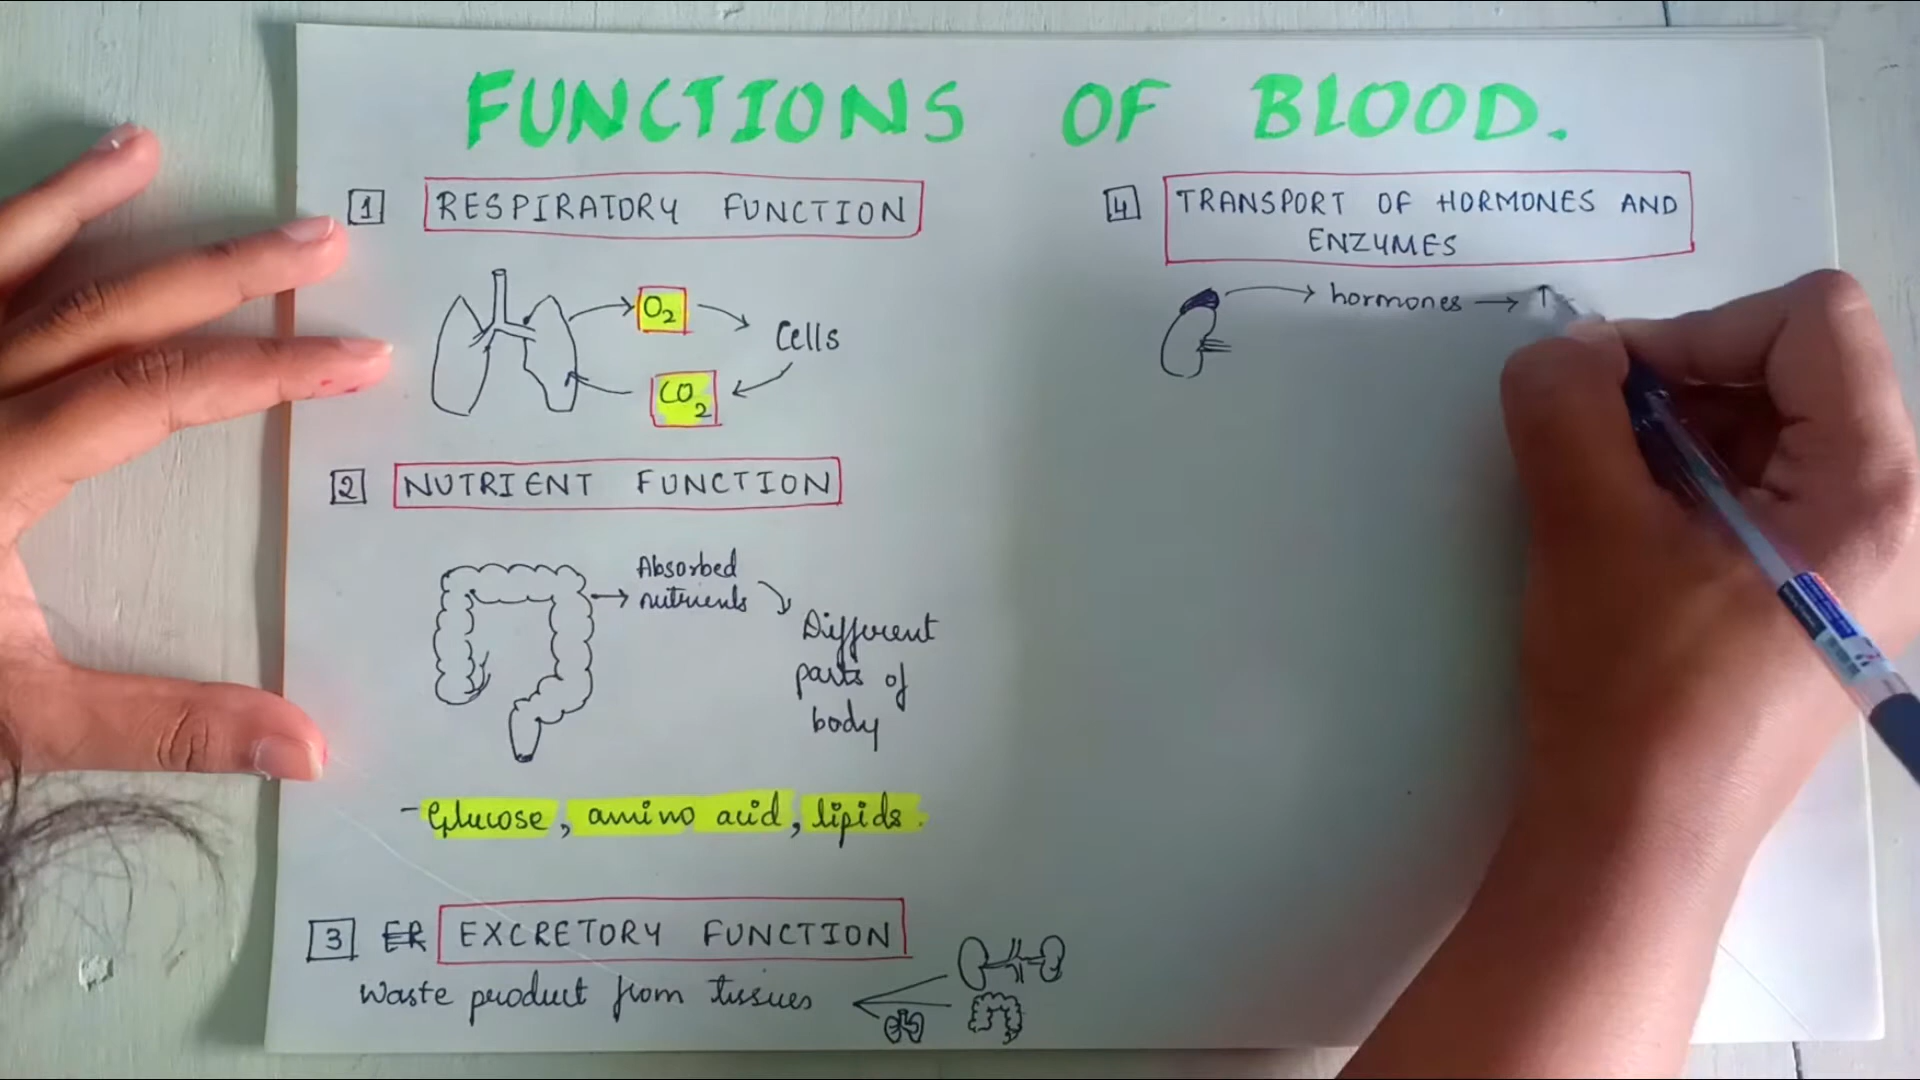 FUNCTIONS OF BLOOD.
1 RESPIRATORY FUNCTION
O2
Cells
CO2
2 NUTRIENT FUNCTION
Absorbed
nutrients
Different
parts of
body
- Glucose, amino acid, lipids.
3 ER EXCRETORY FUNCTION
Waste product from tissues
4 TRANSPORT OF HORMONES AND
ENZYMES
hormones